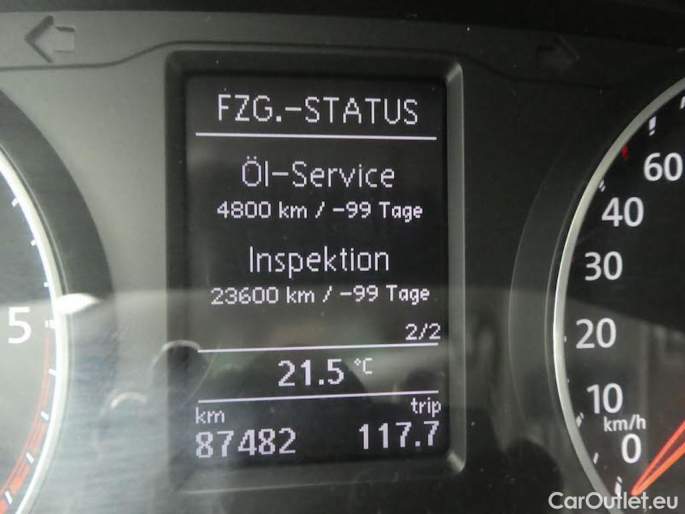 FZG.-STATUS
Öl-Service
4800 km / -99 Tage
Inspektion
23600 km / -99 Tage
2/2
21.5 °C
km trip
87482 117.7
5
60
40
30
20
10
km/h
0
CarOutlet.eu